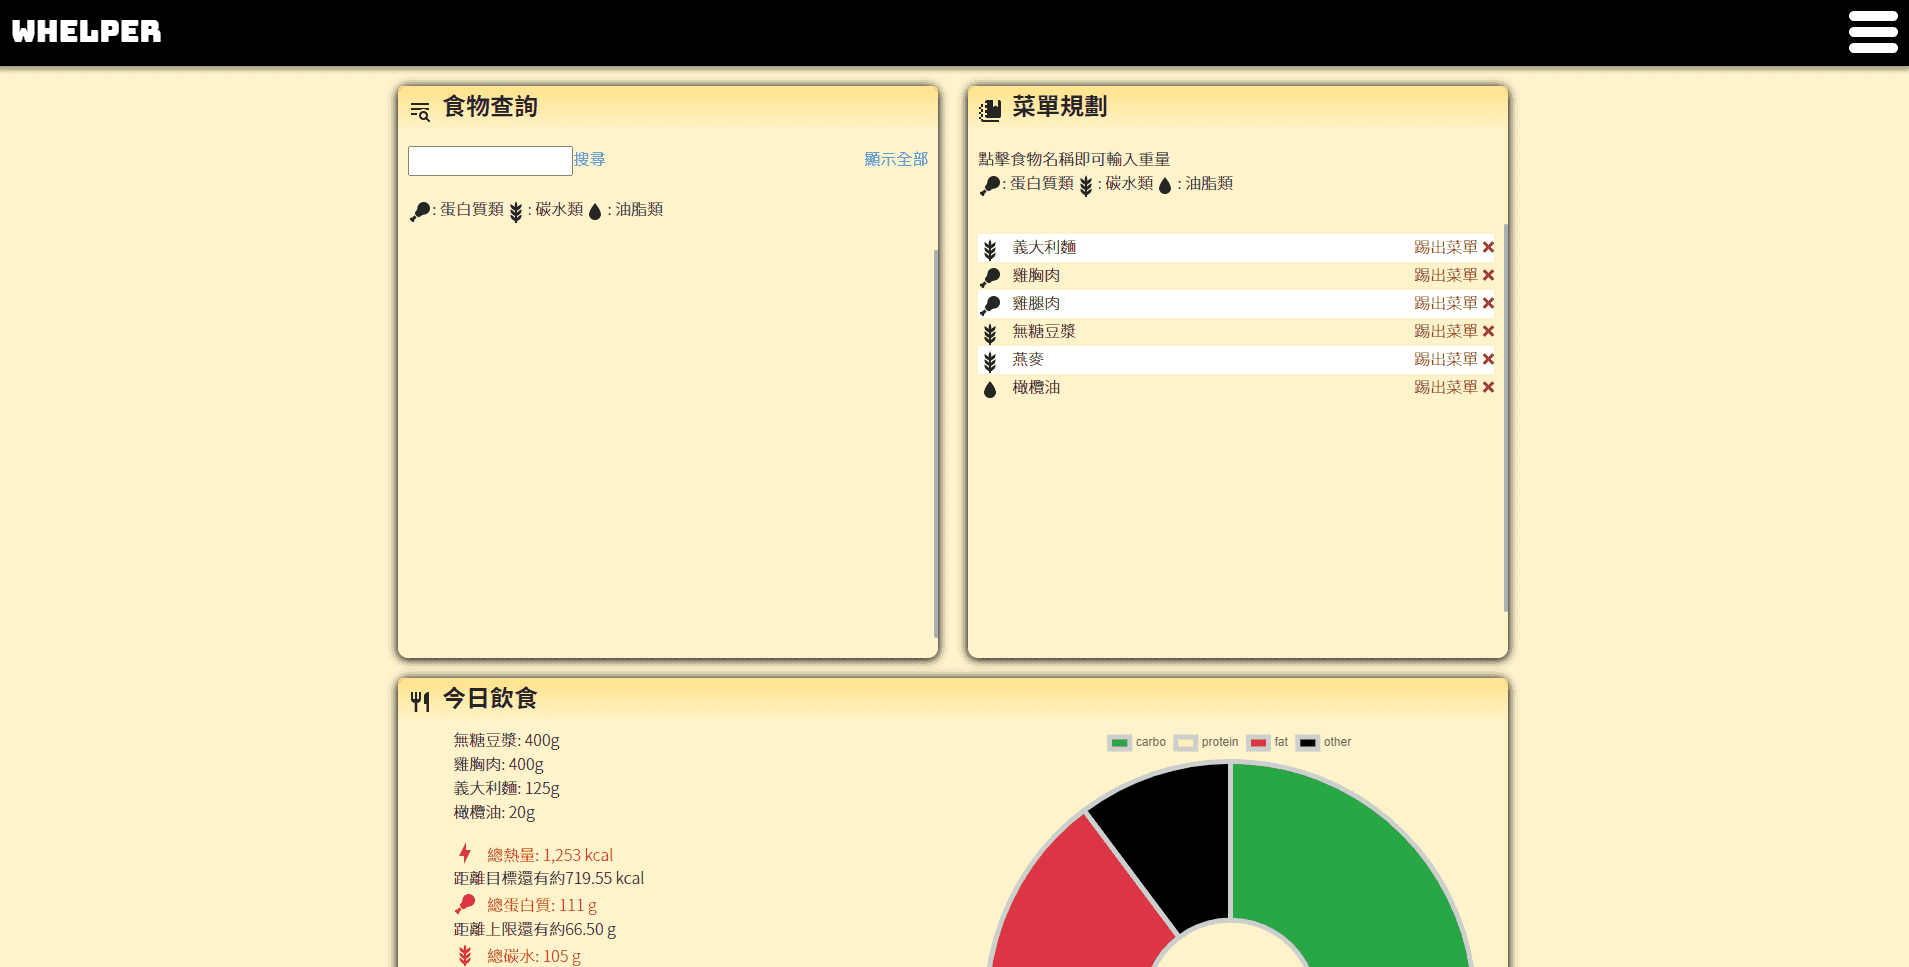 WHELPER
食物查詢
搜尋 顯示全部
: 蛋白質類 : 碳水類 : 油脂類
菜單規劃
點擊食物名稱即可輸入重量
: 蛋白質類 : 碳水類 : 油脂類
義大利麵 踢出菜單
雞胸肉 踢出菜單
雞腿肉 踢出菜單
無糖豆漿 踢出菜單
燕麥 踢出菜單
橄欖油 踢出菜單
今日飲食
無糖豆漿: 400g
雞胸肉: 400g
義大利麵: 125g
橄欖油: 20g
總熱量: 1,253 kcal
距離目標還有約719.55 kcal
總蛋白質: 111 g
距離上限還有約66.50 g
總碳水: 105 g
carbo protein fat other